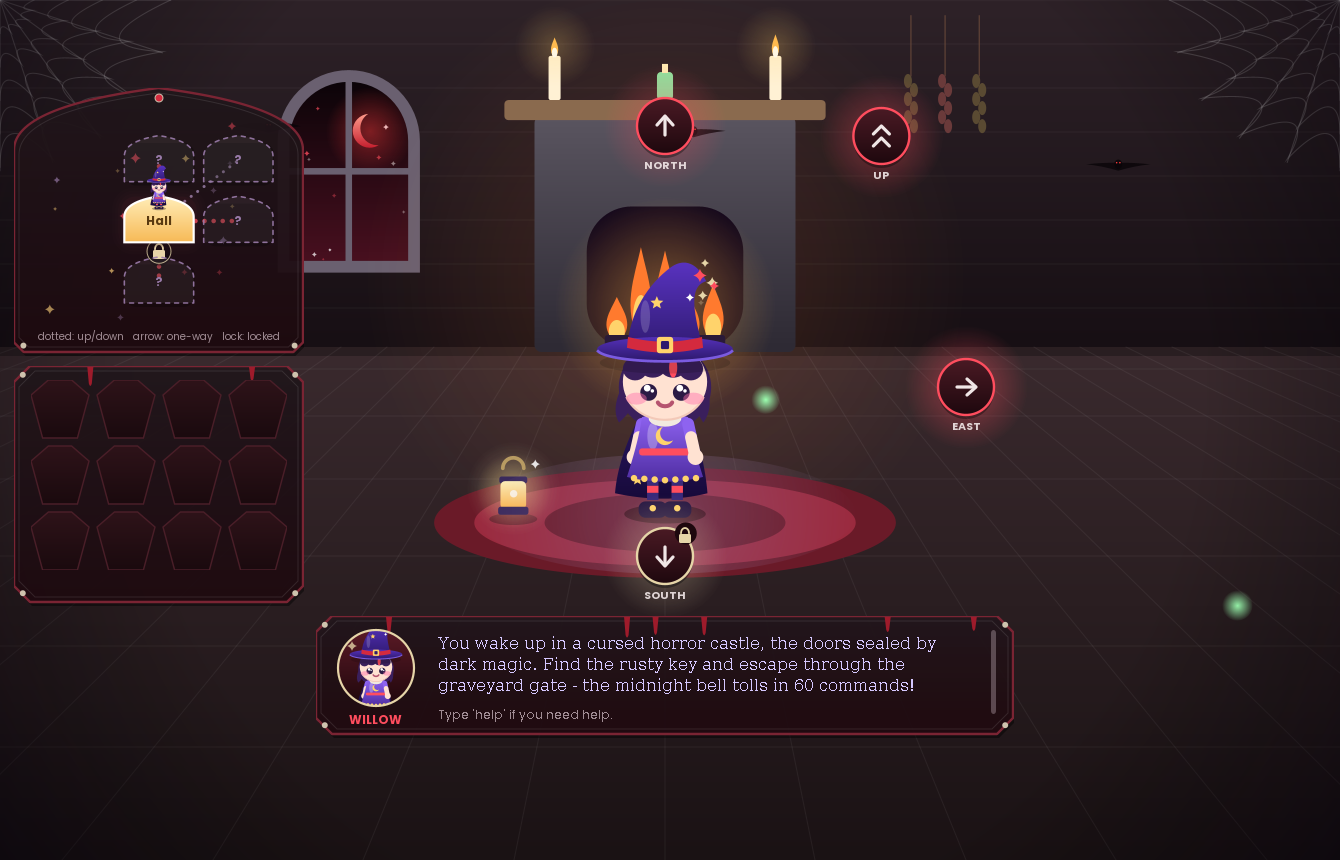 NORTH
UP
?
?
Hall
?
?
dotted: up/down arrow: one-way lock: locked
EAST
SOUTH
You wake up in a cursed horror castle, the doors sealed by
dark magic. Find the rusty key and escape through the
graveyard gate - the midnight bell tolls in 60 commands!
Type 'help' if you need help.
WILLOW